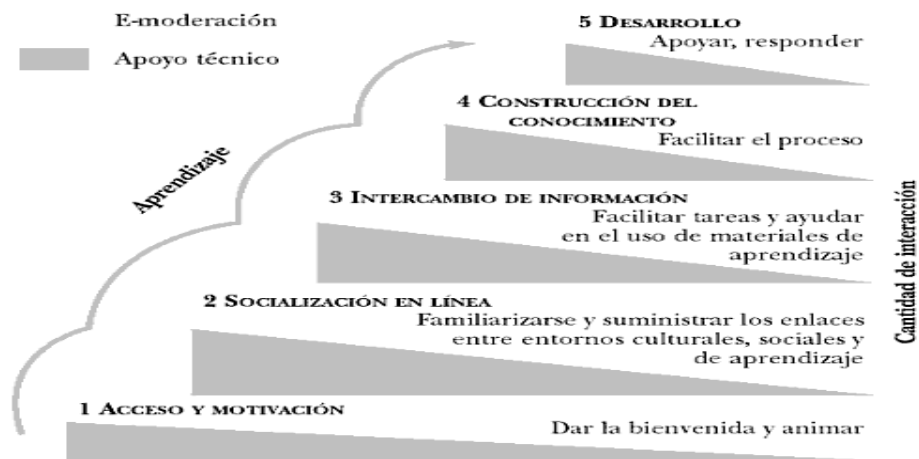 E-moderación
Apoyo técnico
5 DESARROLLO
Apoyar, responder
4 CONSTRUCCIÓN DEL
CONOCIMIENTO
Facilitar el proceso
Aprendizaje
3 INTERCAMBIO DE INFORMACIÓN
Facilitar tareas y ayudar
en el uso de materiales de
aprendizaje
2 SOCIALIZACIÓN EN LÍNEA
Familiarizarse y suministrar los enlaces
entre entornos culturales, sociales y
de aprendizaje
1 ACCESO Y MOTIVACIÓN
Dar la bienvenida y animar
Cantidad de interacción